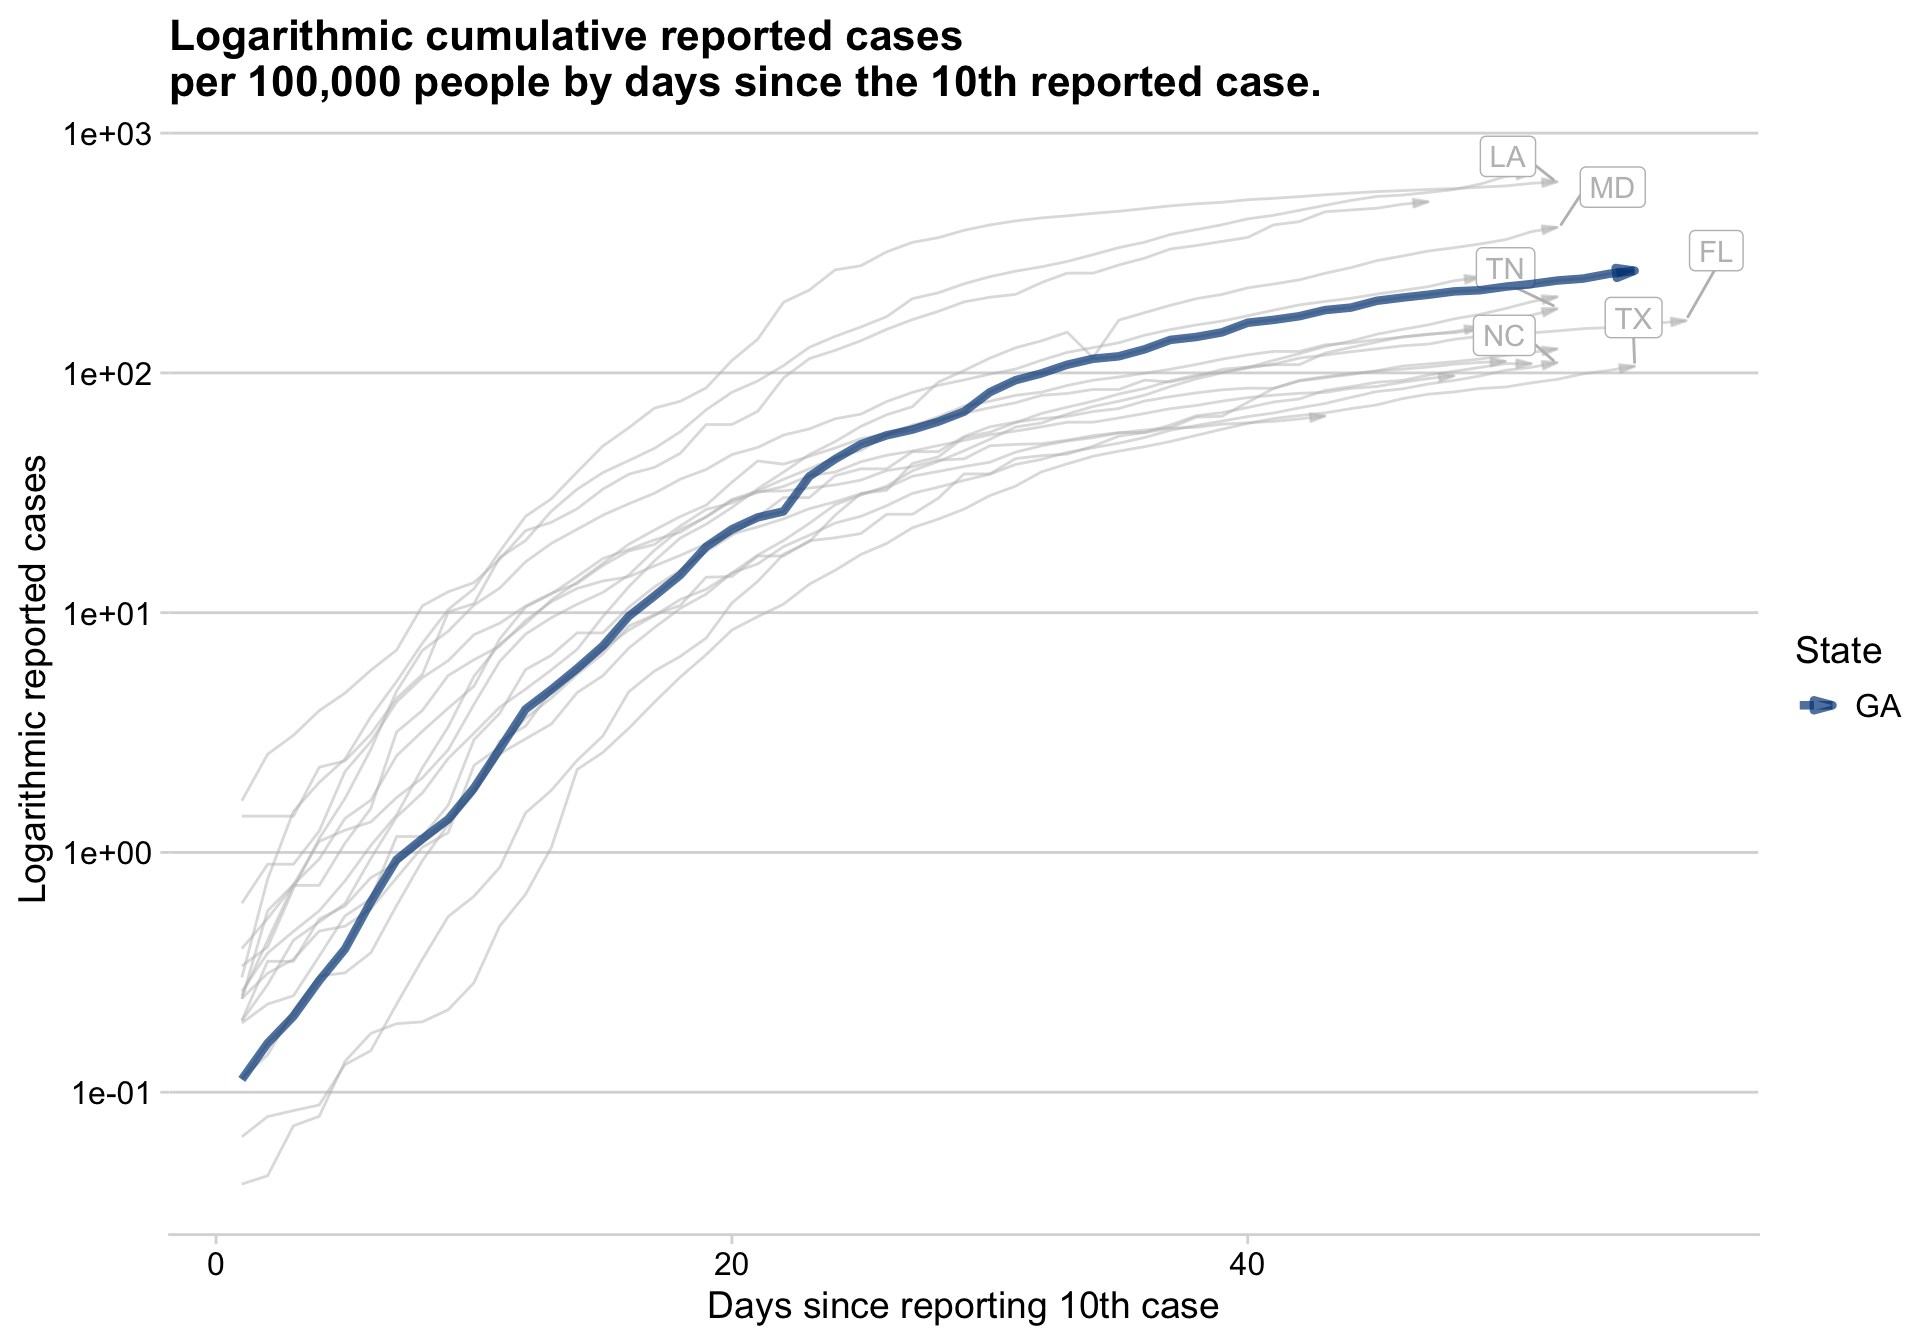 Logarithmic cumulative reported cases
per 100,000 people by days since the 10th reported case.
1e+03
1e+02
1e+01
1e+00
1e-01
Logarithmic reported cases
LA
MD
FL
TN
TX
NC
State
GA
0
20
40
Days since reporting 10th case